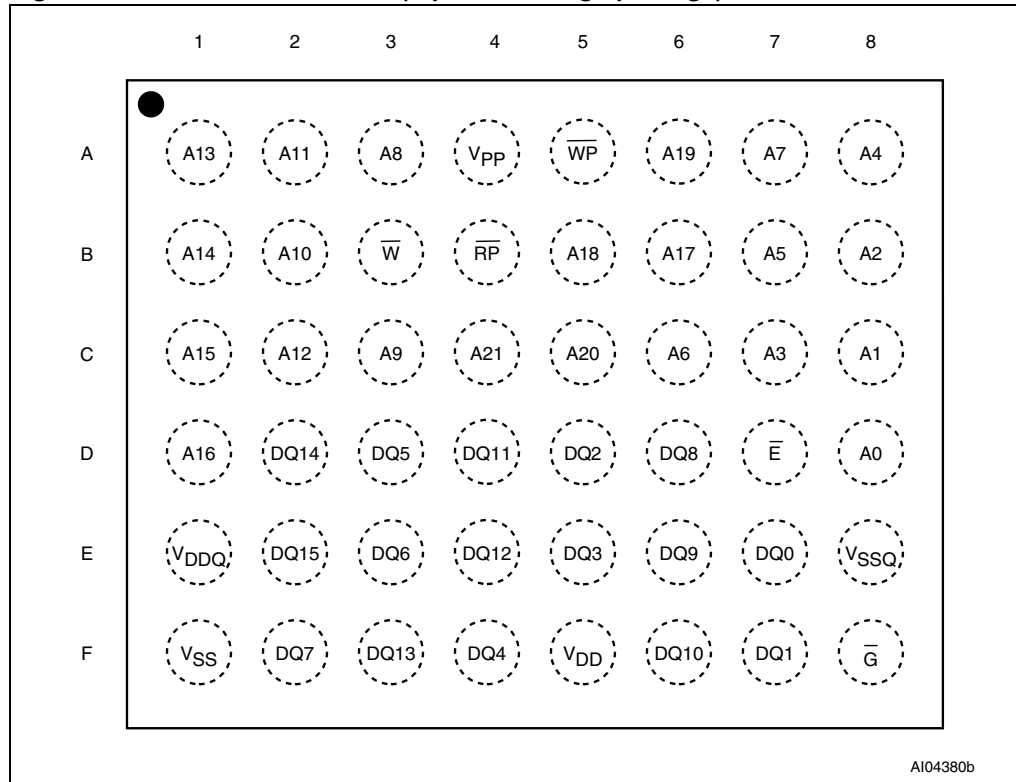 1 2 3 4 5 6 7 8
A A13 A11 A8 VPP W̅P̅ A19 A7 A4
B A14 A10 W̅ R̅P̅ A18 A17 A5 A2
C A15 A12 A9 A21 A20 A6 A3 A1
D A16 DQ14 DQ5 DQ11 DQ2 DQ8 E̅ A0
E VDDQ DQ15 DQ6 DQ12 DQ3 DQ9 DQ0 VSSQ
F VSS DQ7 DQ13 DQ4 VDD DQ10 DQ1 G̅
AI04380b